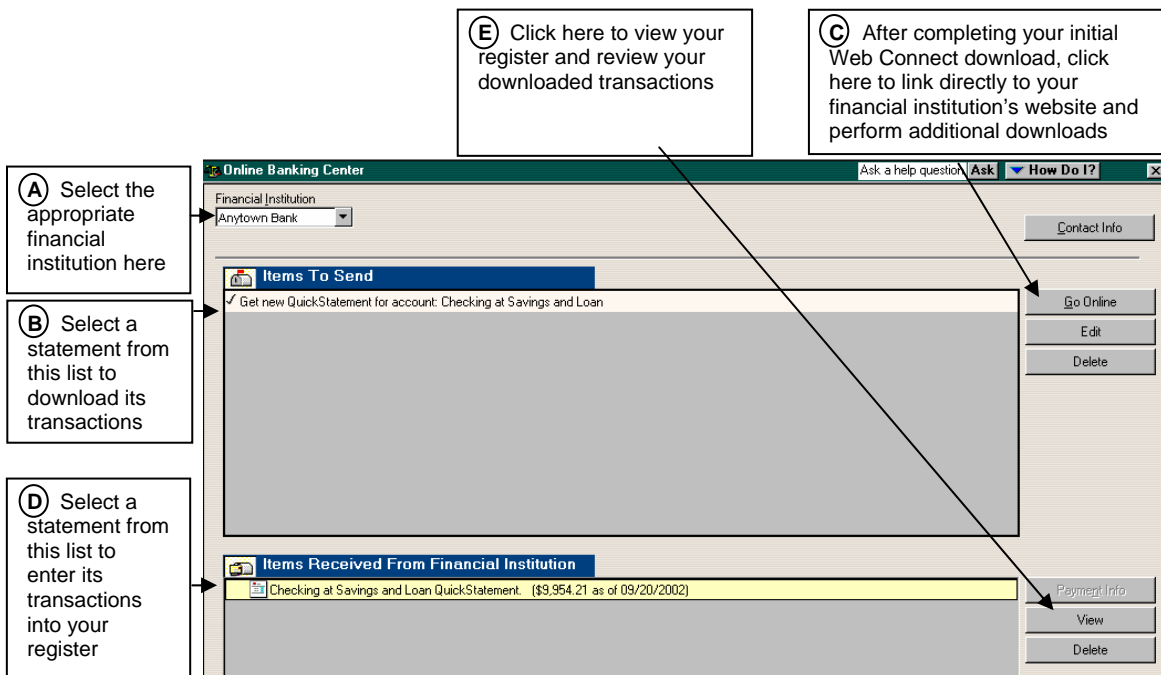 E Click here to view your
register and review your
downloaded transactions
C After completing your initial
Web Connect download, click
here to link directly to your
financial institution's website and
perform additional downloads
A Select the
appropriate
financial
institution here
Online Banking Center
Ask a help question Ask How Do I?
Financial Institution
Anytown Bank
Contact Info
Items To Send
Get new QuickStatement for account: Checking at Savings and Loan
Go Online
Edit
Delete
B Select a
statement from
this list to
download its
transactions
D Select a
statement from
this list to
enter its
transactions
into your
register
Items Received From Financial Institution
Checking at Savings and Loan QuickStatement. ($9,954.21 as of 09/20/2002)
Payment Info
View
Delete